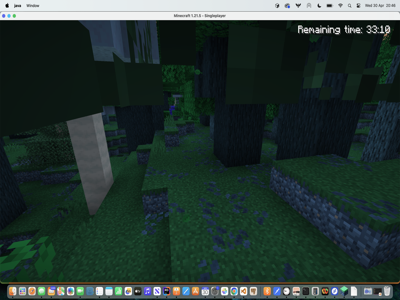 java Window
Wed 30 Apr 20:46
Minecraft 1.21.5 - Singleplayer
Remaining time: 33:10